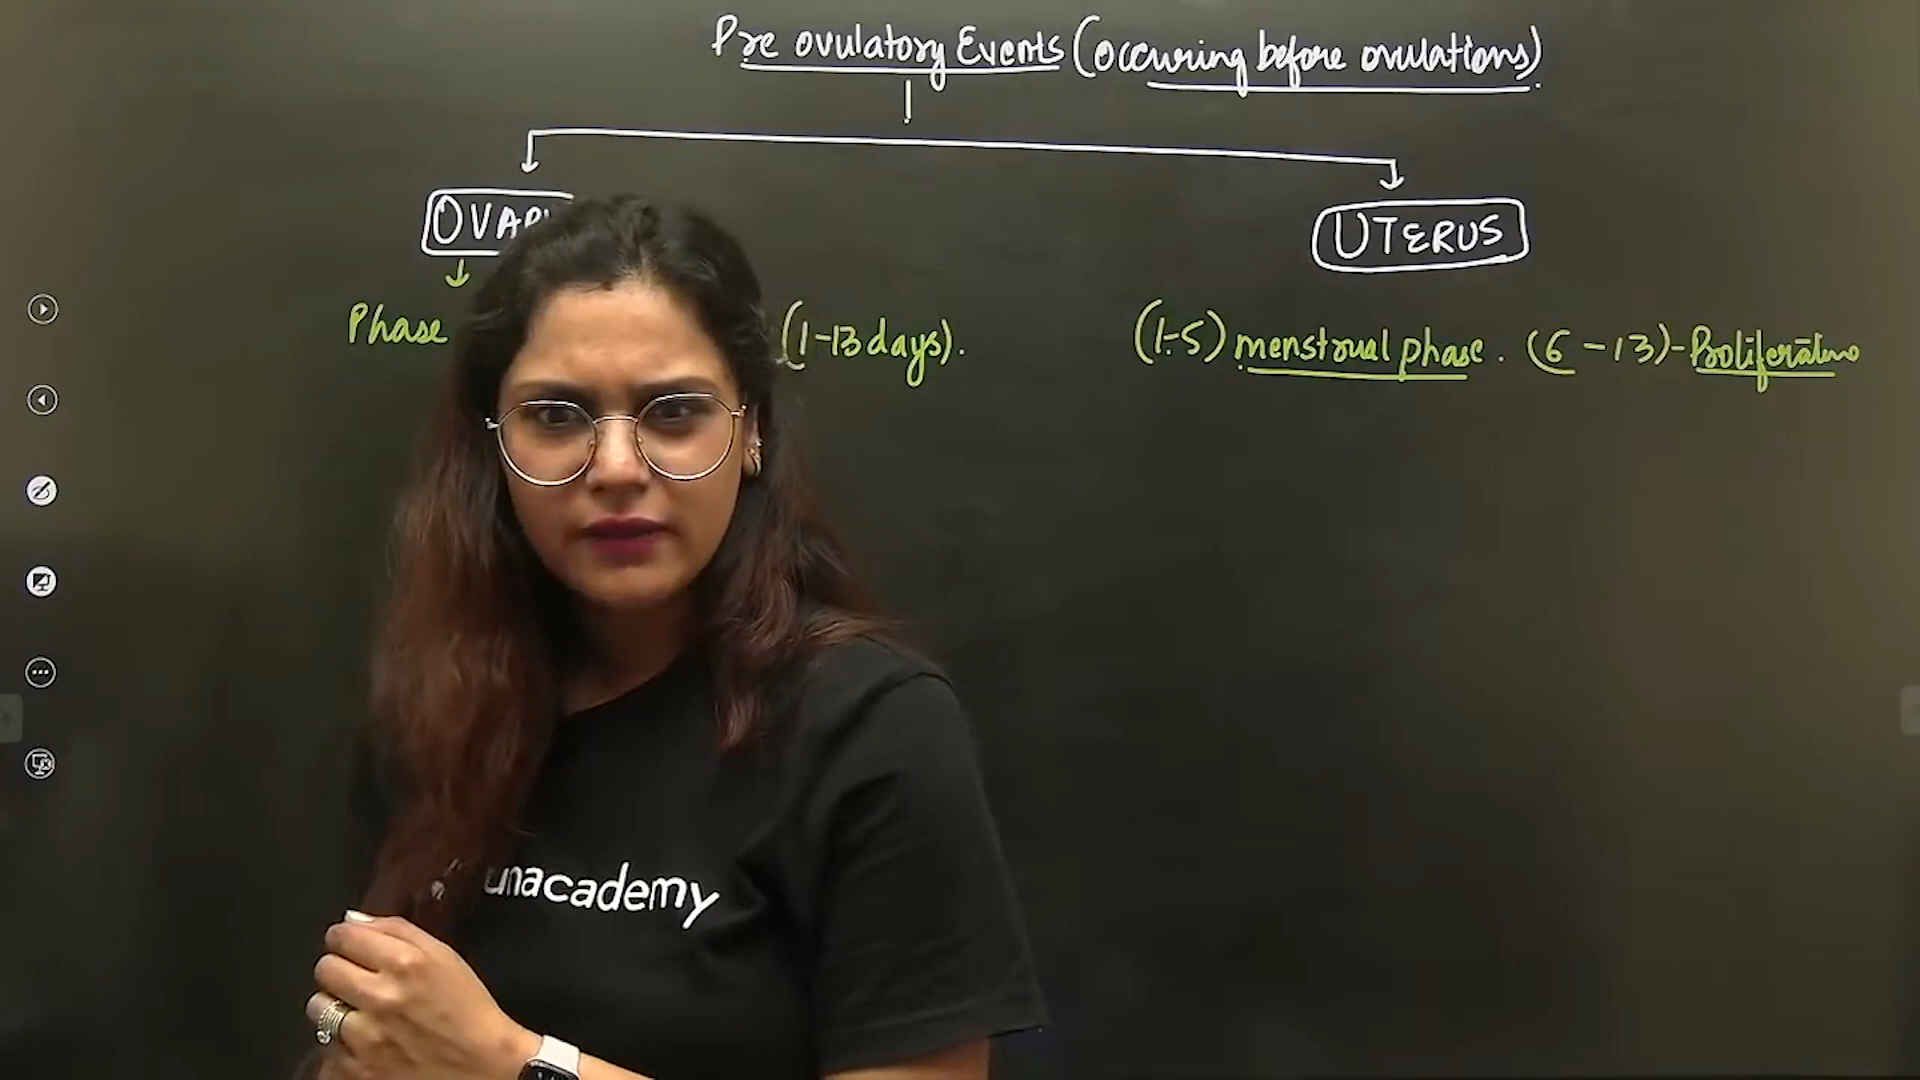 Pre ovulatory Events (occuring before ovulations)
UTERUS
Phase (1-13 days).
(1-5) menstrual phase. (6-13)-Proliferative
unacademy